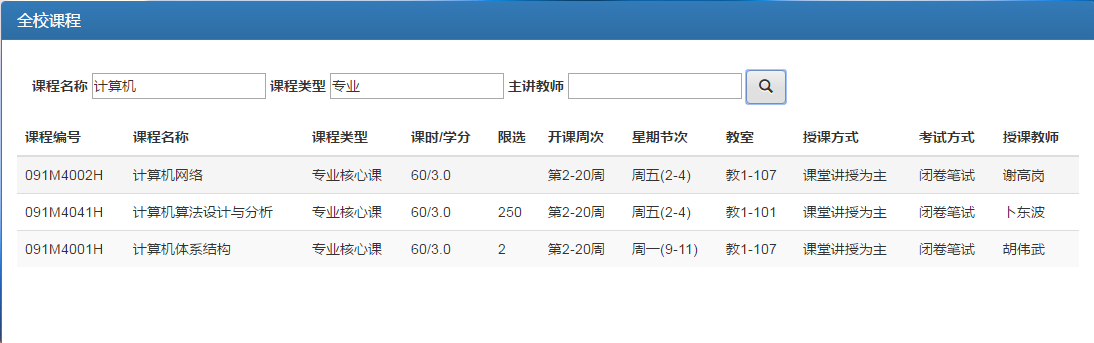 全校课程
课程名称 计算机 课程类型 专业 主讲教师
课程编号 课程名称 课程类型 课时/学分 限选 开课周次 星期节次 教室 授课方式 考试方式 授课教师
091M4002H 计算机网络 专业核心课 60/3.0 第2-20周 周五(2-4) 教1-107 课堂讲授为主 闭卷笔试 谢高岗
091M4041H 计算机算法设计与分析 专业核心课 60/3.0 250 第2-20周 周五(2-4) 教1-101 课堂讲授为主 闭卷笔试 卜东波
091M4001H 计算机体系结构 专业核心课 60/3.0 2 第2-20周 周一(9-11) 教1-107 课堂讲授为主 闭卷笔试 胡伟武